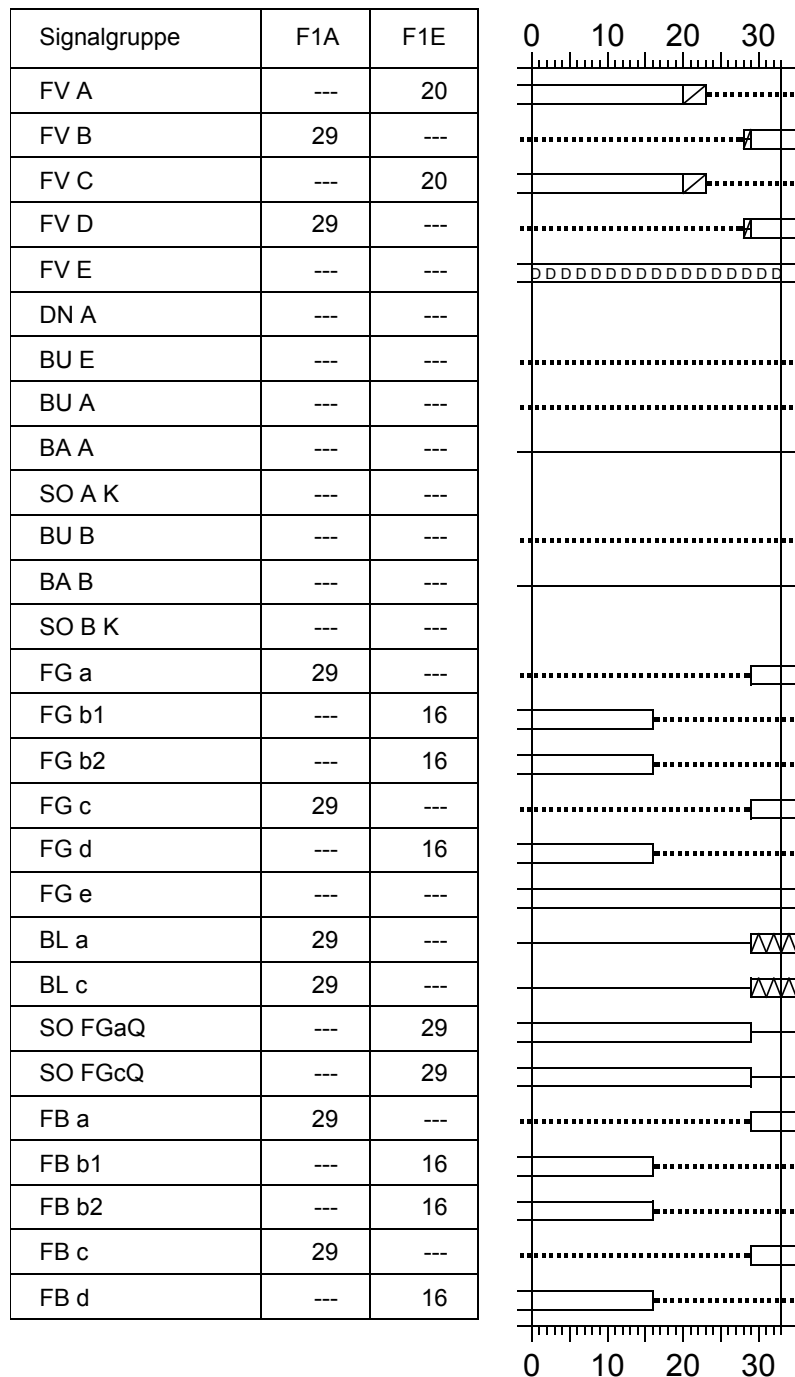 Signalgruppe F1A F1E 0 10 20 30
FV A --- 20
FV B 29 ---
FV C --- 20
FV D 29 ---
FV E --- --- D D D D D D D D D D D D D D D D D
DN A --- ---
BU E --- ---
BU A --- ---
BA A --- ---
SO A K --- ---
BU B --- ---
BA B --- ---
SO B K --- ---
FG a 29 ---
FG b1 --- 16
FG b2 --- 16
FG c 29 ---
FG d --- 16
FG e --- ---
BL a 29 ---
BL c 29 ---
SO FGaQ --- 29
SO FGcQ --- 29
FB a 29 ---
FB b1 --- 16
FB b2 --- 16
FB c 29 ---
FB d --- 16
0 10 20 30